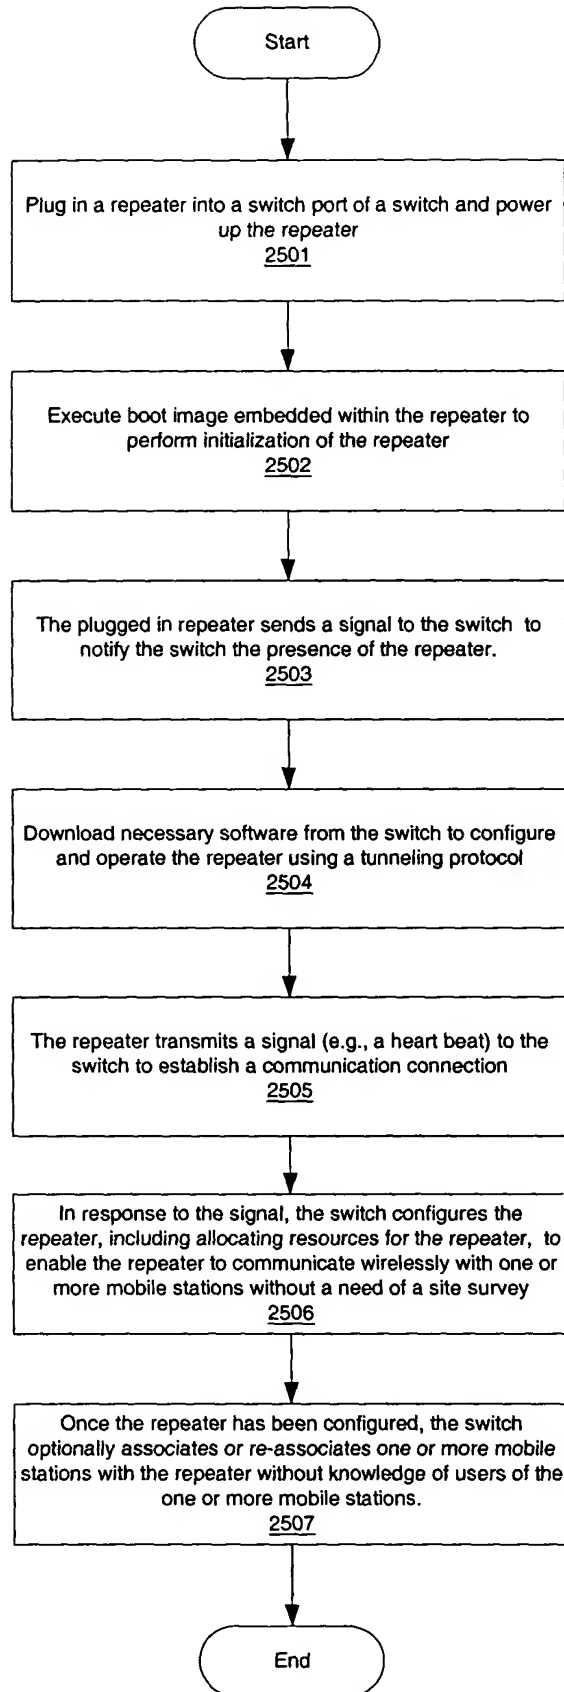 Start
Plug in a repeater into a switch port of a switch and power
up the repeater
2501
Execute boot image embedded within the repeater to
perform initialization of the repeater
2502
The plugged in repeater sends a signal to the switch to
notify the switch the presence of the repeater.
2503
Download necessary software from the switch to configure
and operate the repeater using a tunneling protocol
2504
The repeater transmits a signal (e.g., a heart beat) to the
switch to establish a communication connection
2505
In response to the signal, the switch configures the
repeater, including allocating resources for the repeater, to
enable the repeater to communicate wirelessly with one or
more mobile stations without a need of a site survey
2506
Once the repeater has been configured, the switch
optionally associates or re-associates one or more mobile
stations with the repeater without knowledge of users of the
one or more mobile stations.
2507
End